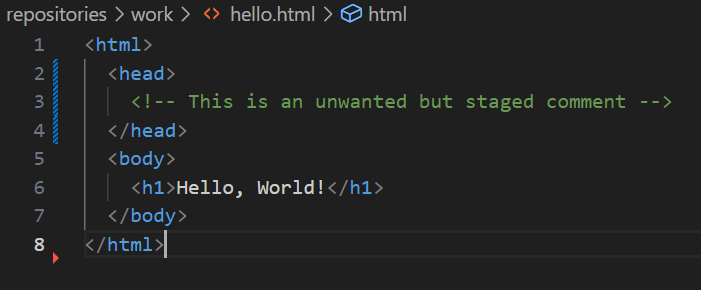 repositories > work > <> hello.html > html
1 <html>
2 <head>
3 <!-- This is an unwanted but staged comment -->
4 </head>
5 <body>
6 <h1>Hello, World!</h1>
7 </body>
8 </html>